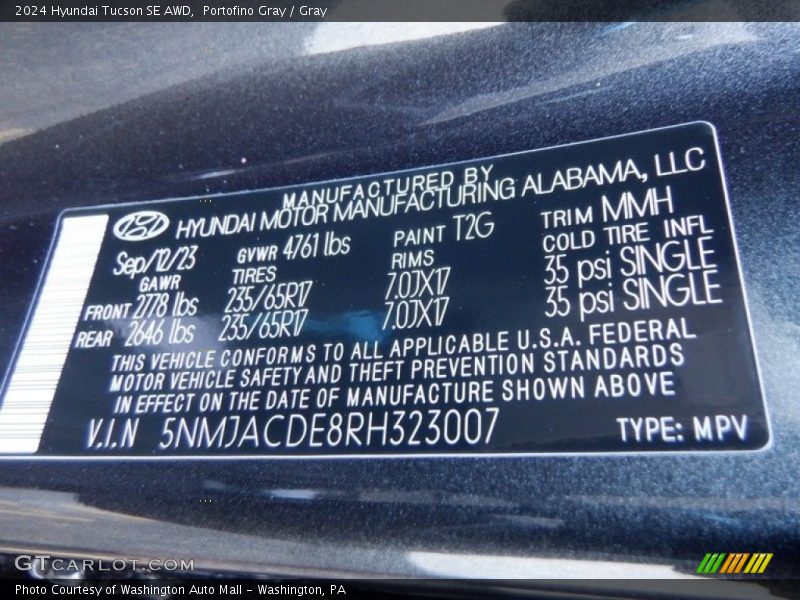 2024 Hyundai Tucson SE AWD,  Portofino Gray / Gray
MANUFACTURED BY
HYUNDAI MOTOR MANUFACTURING ALABAMA, LLC
Sep/12/23 GVWR 4761 lbs PAINT T2G TRIM MMH
GAWR TIRES RIMS COLD TIRE INFL
FRONT 2778 lbs 235/65R17 7.0JX17 35 psi SINGLE
REAR 2646 lbs 235/65R17 7.0JX17 35 psi SINGLE
THIS VEHICLE CONFORMS TO ALL APPLICABLE U.S.A. FEDERAL
MOTOR VEHICLE SAFETY AND THEFT PREVENTION STANDARDS
IN EFFECT ON THE DATE OF MANUFACTURE SHOWN ABOVE
V.I.N 5NMJACDE8RH323007 TYPE: MPV
GTCARLOT.COM
Photo Courtesy of Washington Auto Mall - Washington, PA